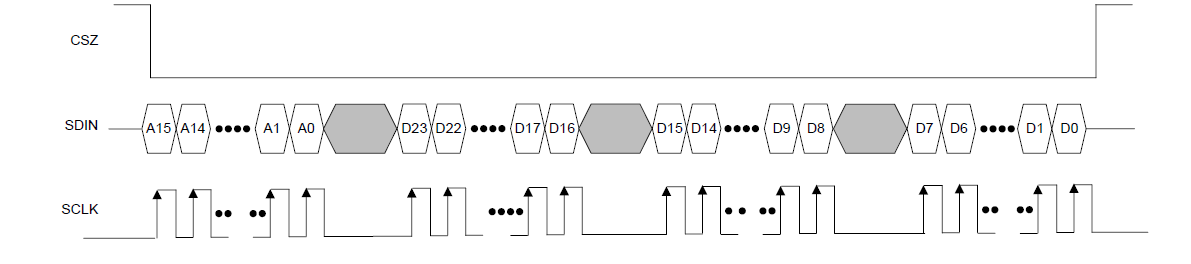 CSZ
SDIN A15 A14 A1 A0 D23 D22 D17 D16 D15 D14 D9 D8 D7 D6 D1 D0
SCLK